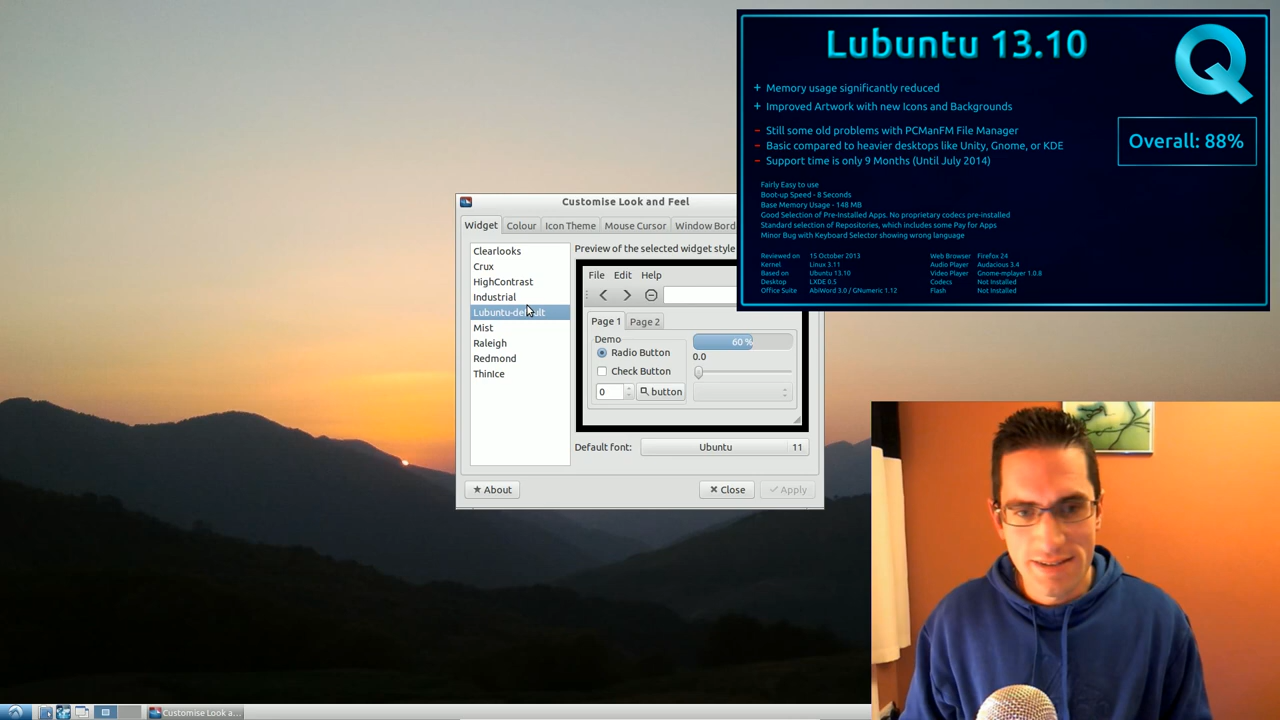 Lubuntu 13.10
Q
+ Memory usage significantly reduced
+ Improved Artwork with new Icons and Backgrounds
Overall: 88%
- Still some old problems with PCManFM File Manager
- Basic compared to heavier desktops like Unity, Gnome, or KDE
- Support time is only 9 Months (Until July 2014)
Fairly Easy to use
Boot-up Speed - 8 Seconds
Base Memory Usage - 148 MB
Good Selection of Pre-Installed Apps. No proprietary codecs pre-installed
Standard selection of Repositories, which includes some Pay for Apps
Minor Bug with Keyboard Selector showing wrong language
Reviewed on 15 October 2013 Web Browser Firefox 24
Kernel Linux 3.11 Audio Player Audacious 3.4
Based on Ubuntu 13.10 Video Player Gnome-mplayer 1.0.8
Desktop LXDE 0.5 Codecs Not Installed
Office Suite AbiWord 3.0 / GNumeric 1.12 Flash Not Installed
Customise Look and Feel
Widget Colour Icon Theme Mouse Cursor Window Bord
Clearlooks
Crux
HighContrast
Industrial
Lubuntu-default
Mist
Raleigh
Redmond
ThinIce
Preview of the selected widget style
File Edit Help
Page 1 Page 2
Demo
Radio Button
Check Button
0 button
60 %
0.0
Default font: Ubuntu 11
About Close Apply
Customise Look a...